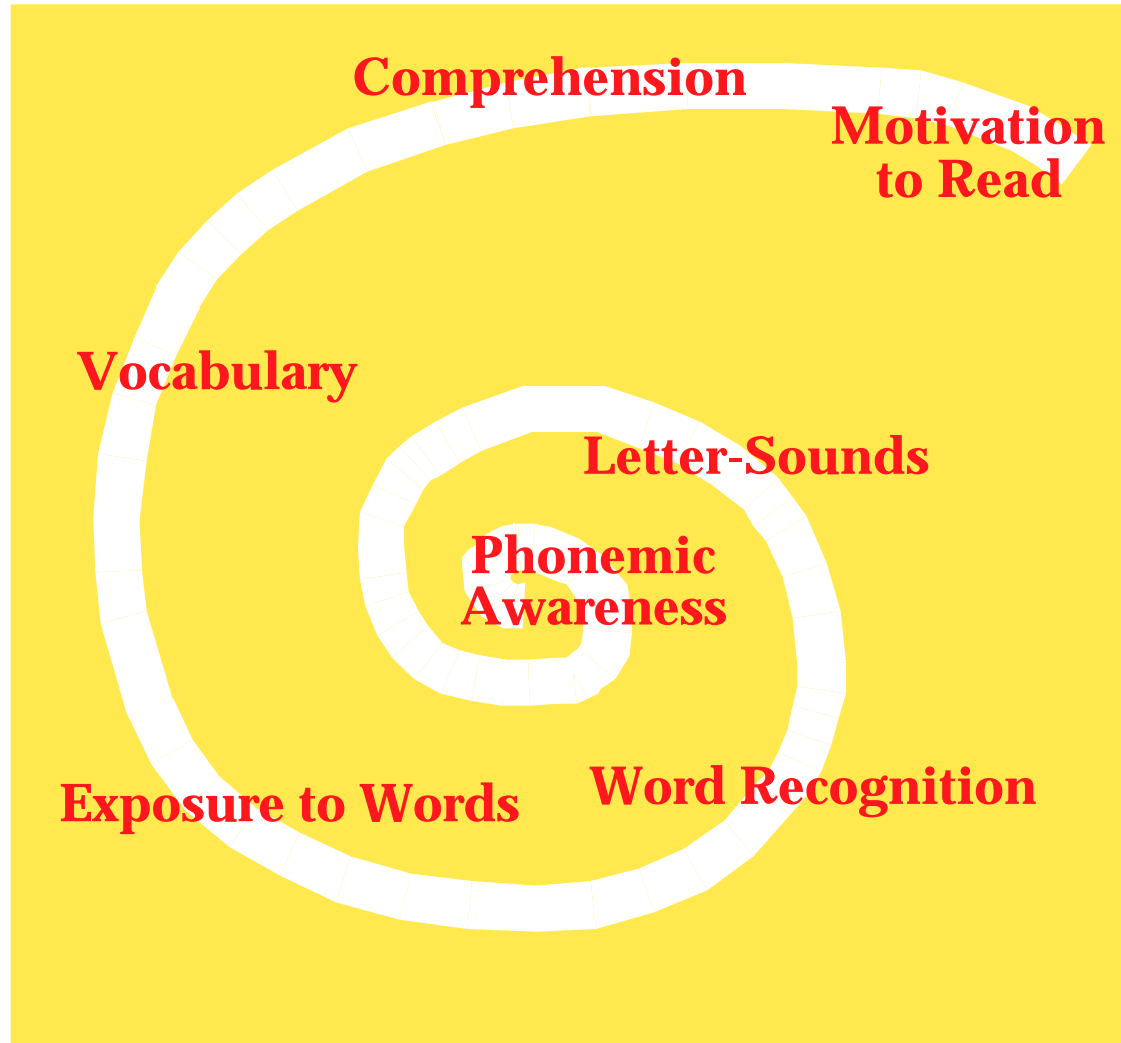 Comprehension
Motivation
to Read
Vocabulary
Letter-Sounds
Phonemic
Awareness
Word Recognition
Exposure to Words